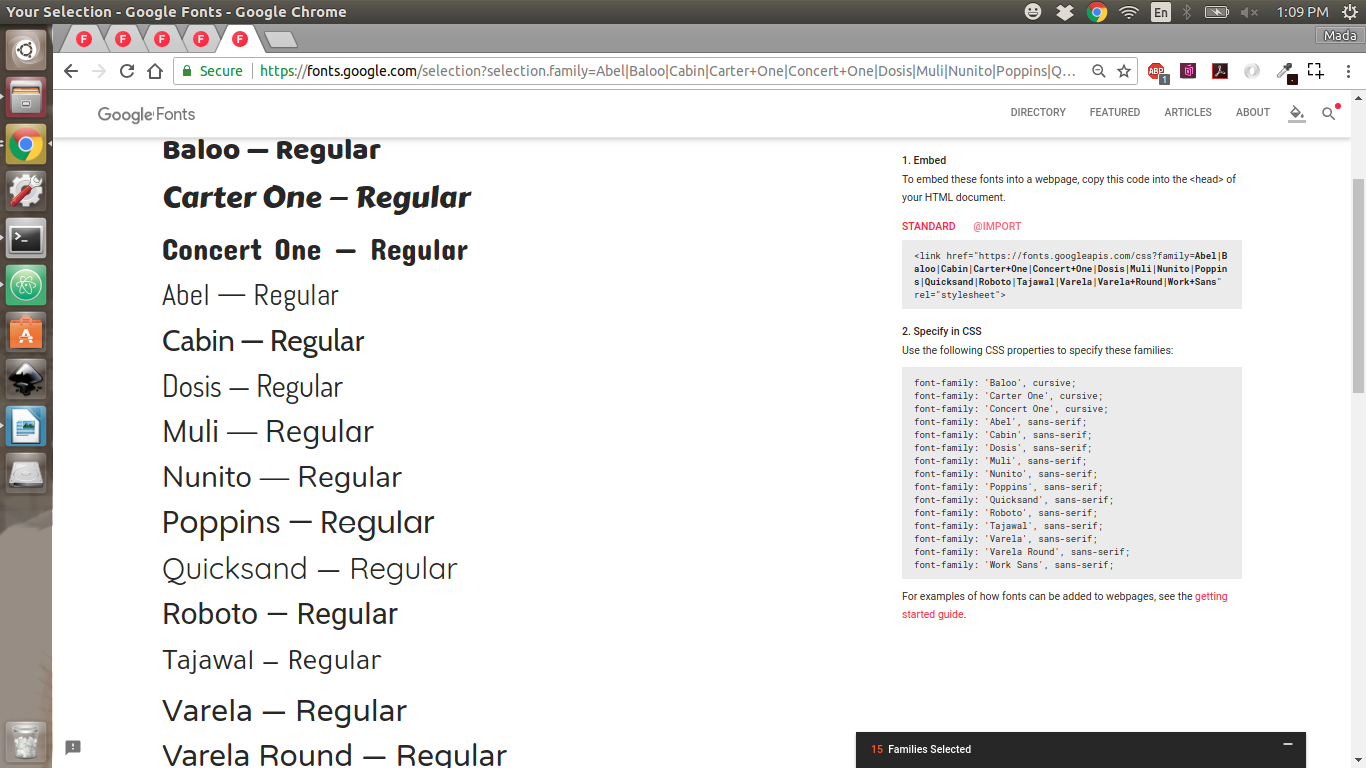 Your Selection - Google Fonts - Google Chrome
En
1:09 PM
Mada
Secure
https://fonts.google.com/selection?selection.family=Abel|Baloo|Cabin|Carter+One|Concert+One|Dosis|Muli|Nunito|Poppins|Q...
ABP
1
Google Fonts
DIRECTORY
FEATURED
ARTICLES
ABOUT
Baloo — Regular
Carter One — Regular
Concert One — Regular
Abel — Regular
Cabin — Regular
Dosis — Regular
Muli — Regular
Nunito — Regular
Poppins — Regular
Quicksand — Regular
Roboto — Regular
Tajawal — Regular
Varela — Regular
Varela Round — Regular
1. Embed
To embed these fonts into a webpage, copy this code into the <head> of
your HTML document.
STANDARD
@IMPORT
<link href="https://fonts.googleapis.com/css?family=Abel|B
aloo|Cabin|Carter+One|Concert+One|Dosis|Muli|Nunito|Poppin
s|Quicksand|Roboto|Tajawal|Varela|Varela+Round|Work+Sans"
rel="stylesheet">
2. Specify in CSS
Use the following CSS properties to specify these families:
font-family: 'Baloo', cursive;
font-family: 'Carter One', cursive;
font-family: 'Concert One', cursive;
font-family: 'Abel', sans-serif;
font-family: 'Cabin', sans-serif;
font-family: 'Dosis', sans-serif;
font-family: 'Muli', sans-serif;
font-family: 'Nunito', sans-serif;
font-family: 'Poppins', sans-serif;
font-family: 'Quicksand', sans-serif;
font-family: 'Roboto', sans-serif;
font-family: 'Tajawal', sans-serif;
font-family: 'Varela', sans-serif;
font-family: 'Varela Round', sans-serif;
font-family: 'Work Sans', sans-serif;
For examples of how fonts can be added to webpages, see the getting
started guide.
15 Families Selected